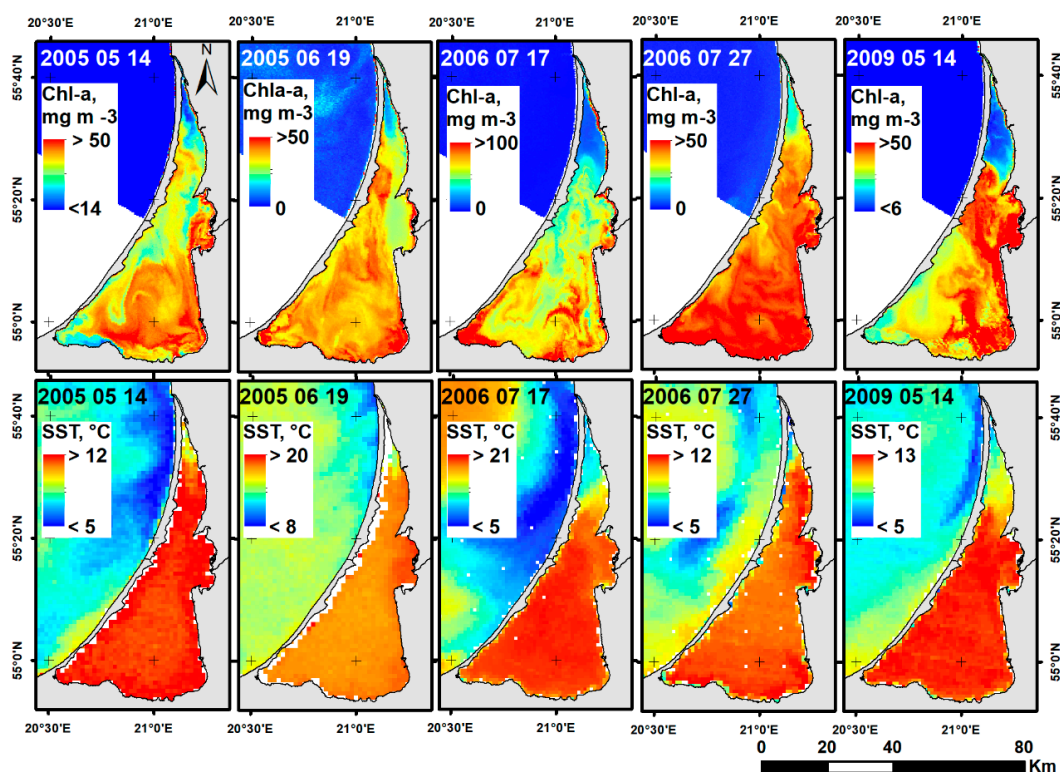 21°0'E 20°30'E 21°0'E 20°30'E 21°0'E 20°30'E 21°0'E 20°30'E 21°0'E
2005 05 14
N
55°40'N
Chl-a,
mg m -3
> 50
<14
55°20'N
55°0'N
2005 06 19
Chla-a,
mg m -3
>50
0
2006 07 17
Chl-a,
mg m -3
>100
0
2006 07 27
Chl-a,
mg m -3
>50
0
2009 05 14
Chl-a,
mg m -3
>50
<6
55°40'N
55°20'N
55°0'N
2005 05 14
55°40'N
SST, °C
> 12
< 5
55°20'N
55°0'N
2005 06 19
SST, °C
> 20
< 8
2006 07 17
SST, °C
> 21
< 5
2006 07 27
SST, °C
> 12
< 5
2009 05 14
SST, °C
> 13
< 5
55°40'N
55°20'N
55°0'N
20°30'E 21°0'E 20°30'E 21°0'E 20°30'E 21°0'E 20°30'E 21°0'E 20°30'E 21°0'E
0 20 40 80
Km